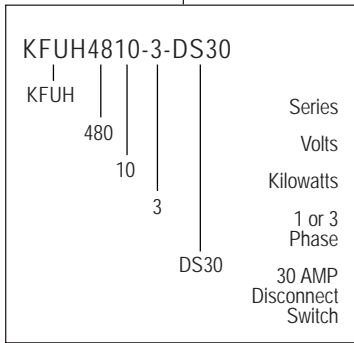 KFUH4810-3-DS30
KFUH
Series
480
Volts
10
Kilowatts
3
1 or 3
Phase
DS30
30 AMP
Disconnect
Switch